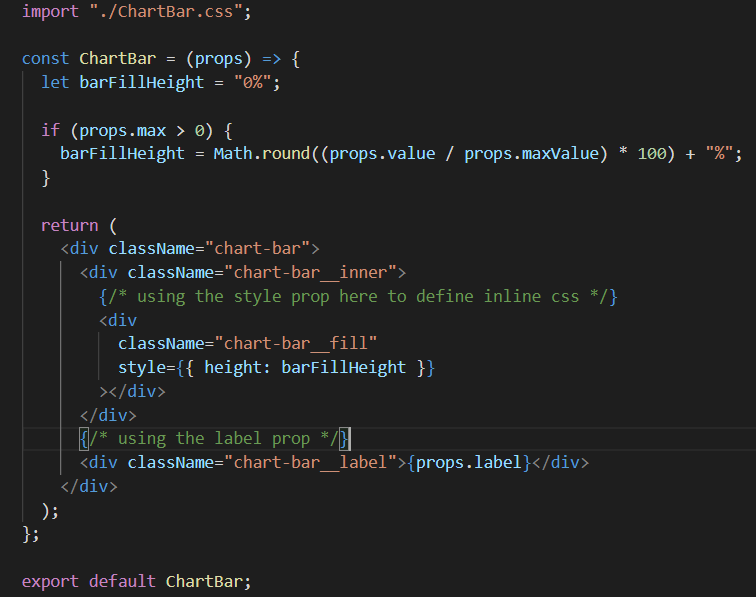 import "./ChartBar.css";
const ChartBar = (props) => {
let barFillHeight = "0%";
if (props.max > 0) {
barFillHeight = Math.round((props.value / props.maxValue) * 100) + "%";
}
return (
<div className="chart-bar">
<div className="chart-bar__inner">
{/* using the style prop here to define inline css */}
<div
className="chart-bar__fill"
style={{ height: barFillHeight }}
></div>
</div>
{/* using the label prop */}
<div className="chart-bar__label">{props.label}</div>
</div>
);
};
export default ChartBar;